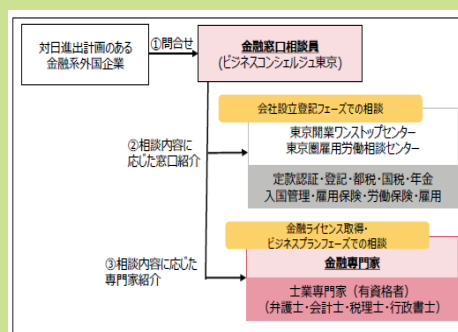 対日進出計画のある
金融系外国企業
①問合せ
金融窓口相談員
(ビジネスコンシェルジュ東京)
会社設立登記フェーズでの相談
②相談内容に
応じた窓口紹介
東京開業ワンストップセンター
東京圏雇用労働相談センター
定款認証・登記・都税・国税・年金
入国管理・雇用保険・労働保険・雇用
金融ライセンス取得・
ビジネスプランフェーズでの相談
③相談内容に応じた
専門家紹介
金融専門家
士業専門家（有資格者）
（弁護士・会計士・税理士・行政書士）